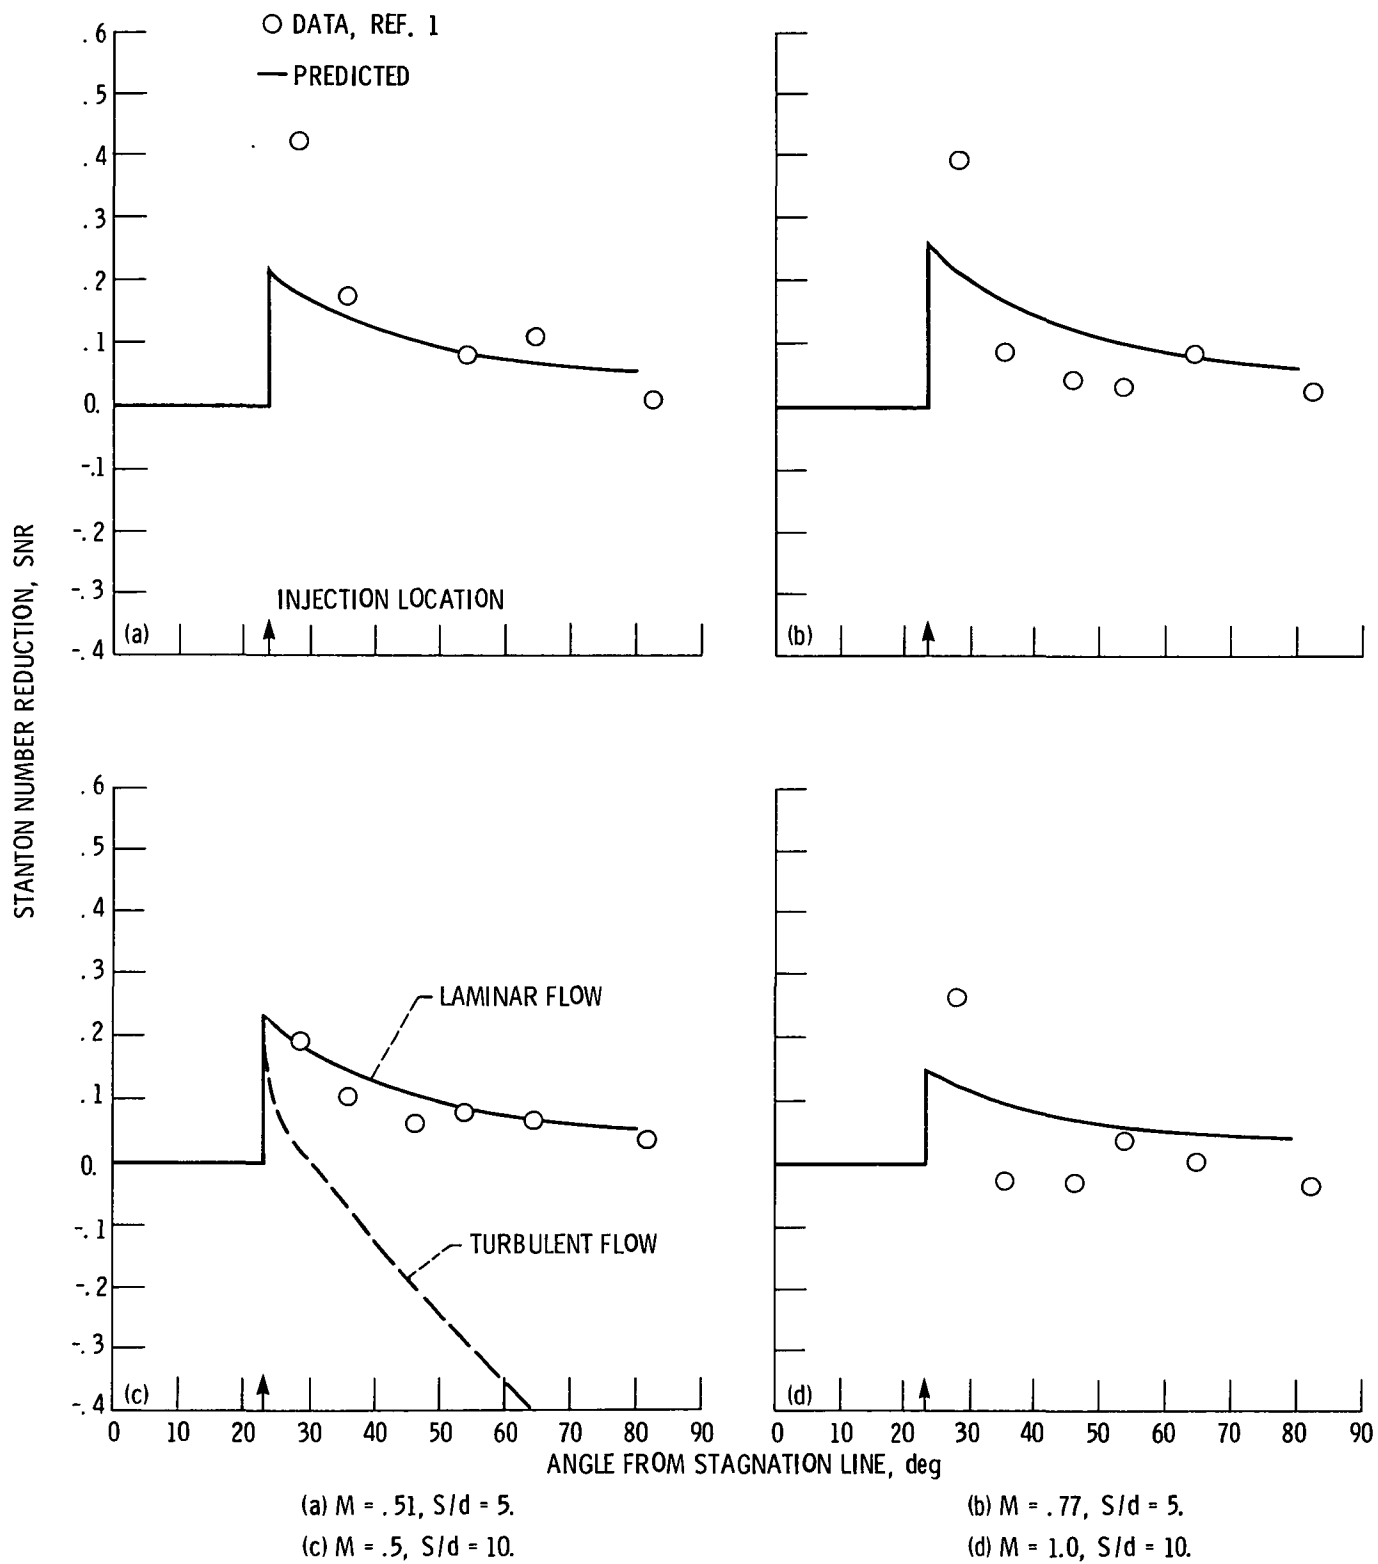 DATA, REF. 1
PREDICTED
.6
.5
.4
.3
.2
.1
0.
-.1
-.2
-.3
-.4
INJECTION LOCATION
(a)
(b)
STANTON NUMBER REDUCTION, SNR
.6
.5
.4
.3
.2
.1
0.
-.1
-.2
-.3
-.4
LAMINAR FLOW
TURBULENT FLOW
(c)
(d)
0 10 20 30 40 50 60 70 80 90
0 10 20 30 40 50 60 70 80 90
ANGLE FROM STAGNATION LINE, deg
(a) M = .51, S/d = 5.
(b) M = .77, S/d = 5.
(c) M = .5, S/d = 10.
(d) M = 1.0, S/d = 10.